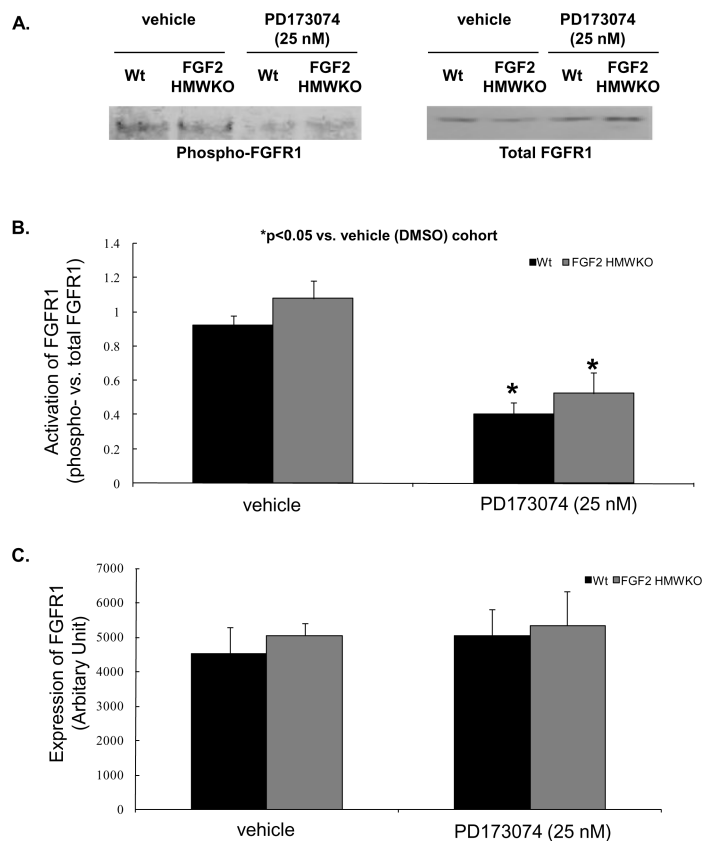 A.
vehicle
PD173074
(25 nM)
Wt
FGF2
HMWKO
Wt
FGF2
HMWKO
Phospho-FGFR1
vehicle
PD173074
(25 nM)
Wt
FGF2
HMWKO
Wt
FGF2
HMWKO
Total FGFR1
B.
*p<0.05 vs. vehicle (DMSO) cohort
Wt
FGF2 HMWKO
Activation of FGFR1
(phospho- vs. total FGFR1)
1.4
1.2
1
0.8
0.6
0.4
0.2
0
*
*
vehicle
PD173074 (25 nM)
C.
Wt
FGF2 HMWKO
Expression of FGFR1
(Arbitary Unit)
7000
6000
5000
4000
3000
2000
1000
0
vehicle
PD173074 (25 nM)